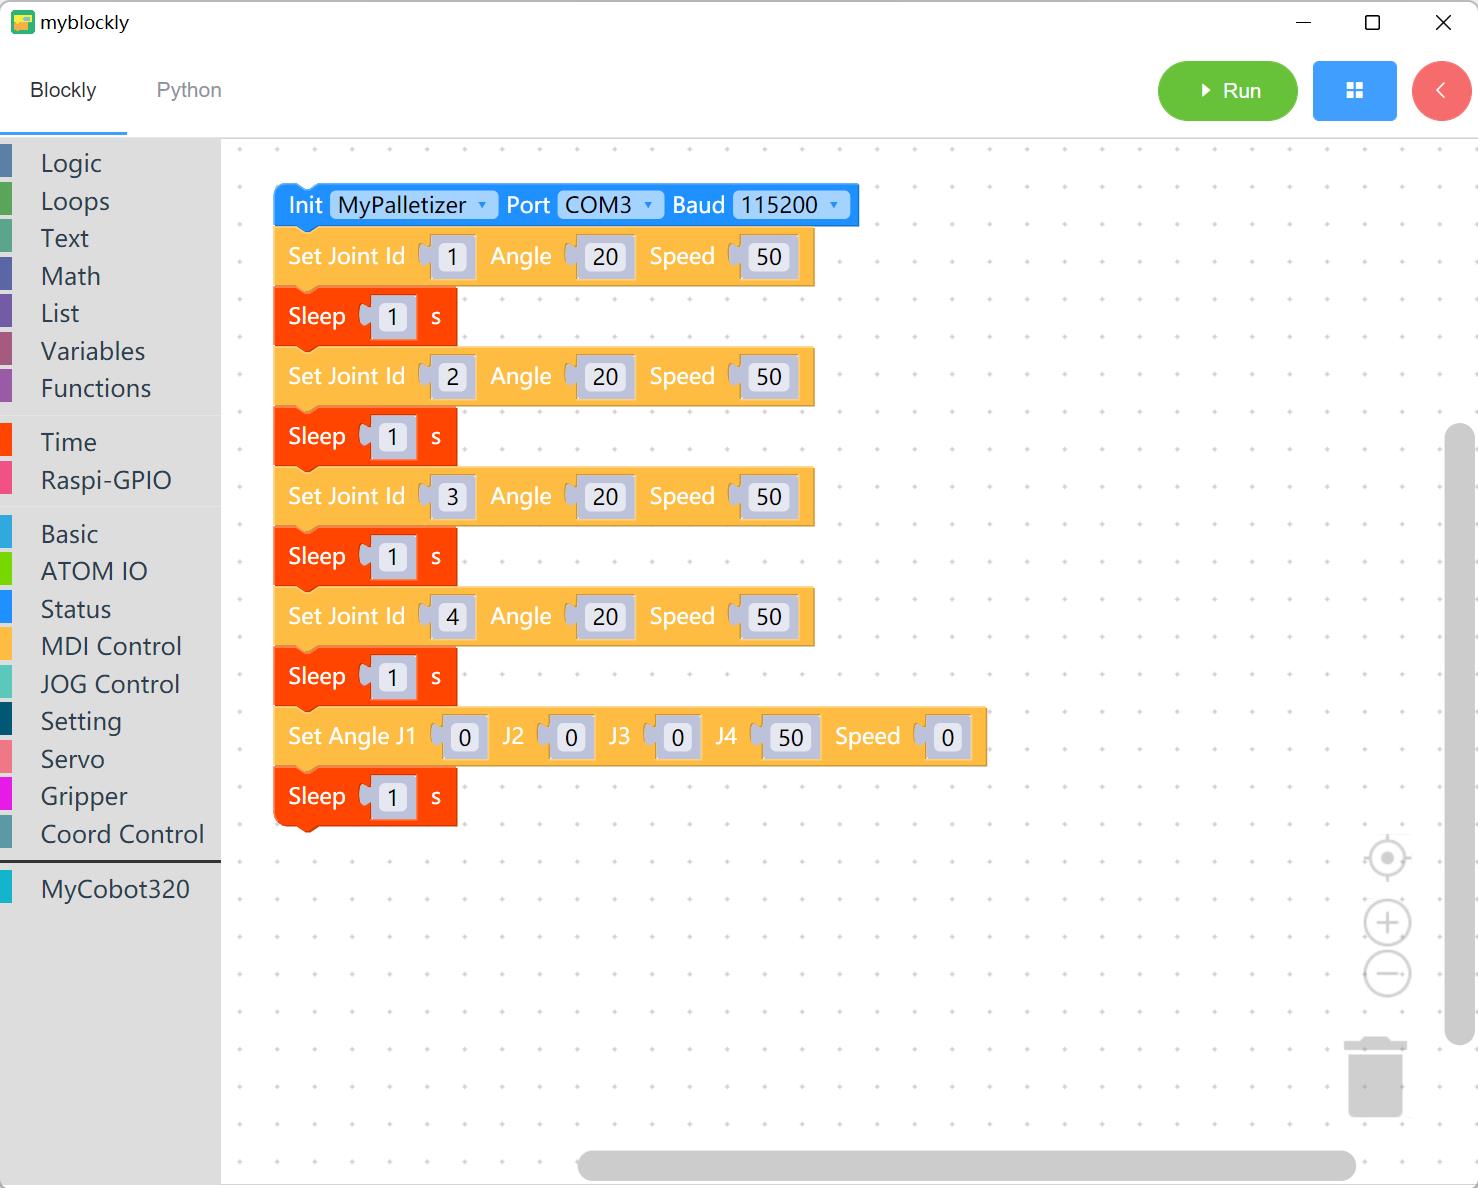 myblockly
Blockly Python Run
Logic
Loops
Text
Math
List
Variables
Functions
Time
Raspi-GPIO
Basic
ATOM IO
Status
MDI Control
JOG Control
Setting
Servo
Gripper
Coord Control
MyCobot320
Init MyPalletizer Port COM3 Baud 115200
Set Joint Id 1 Angle 20 Speed 50
Sleep 1 s
Set Joint Id 2 Angle 20 Speed 50
Sleep 1 s
Set Joint Id 3 Angle 20 Speed 50
Sleep 1 s
Set Joint Id 4 Angle 20 Speed 50
Sleep 1 s
Set Angle J1 0 J2 0 J3 0 J4 50 Speed 0
Sleep 1 s